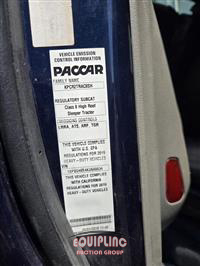 VEHICLE EMISSION
CONTROL INFORMATION
PACCAR
FAMILY NAME
REGULATORY SUBCAT
Class 8 High Roof
Sleeper Tractor
EMISSIONS CONTROLS
THIS VEHICLE COMPLIES
WITH U.S. EPA
REGULATIONS FOR 2019
HEAVY-DUTY VEHICLES
VIN
THIS VEHICLE COMPLIES
WITH CALIFORNIA
REGULATIONS FOR 2019
HEAVY-DUTY VEHICLES
EQUIPLINC
AUCTION GROUP